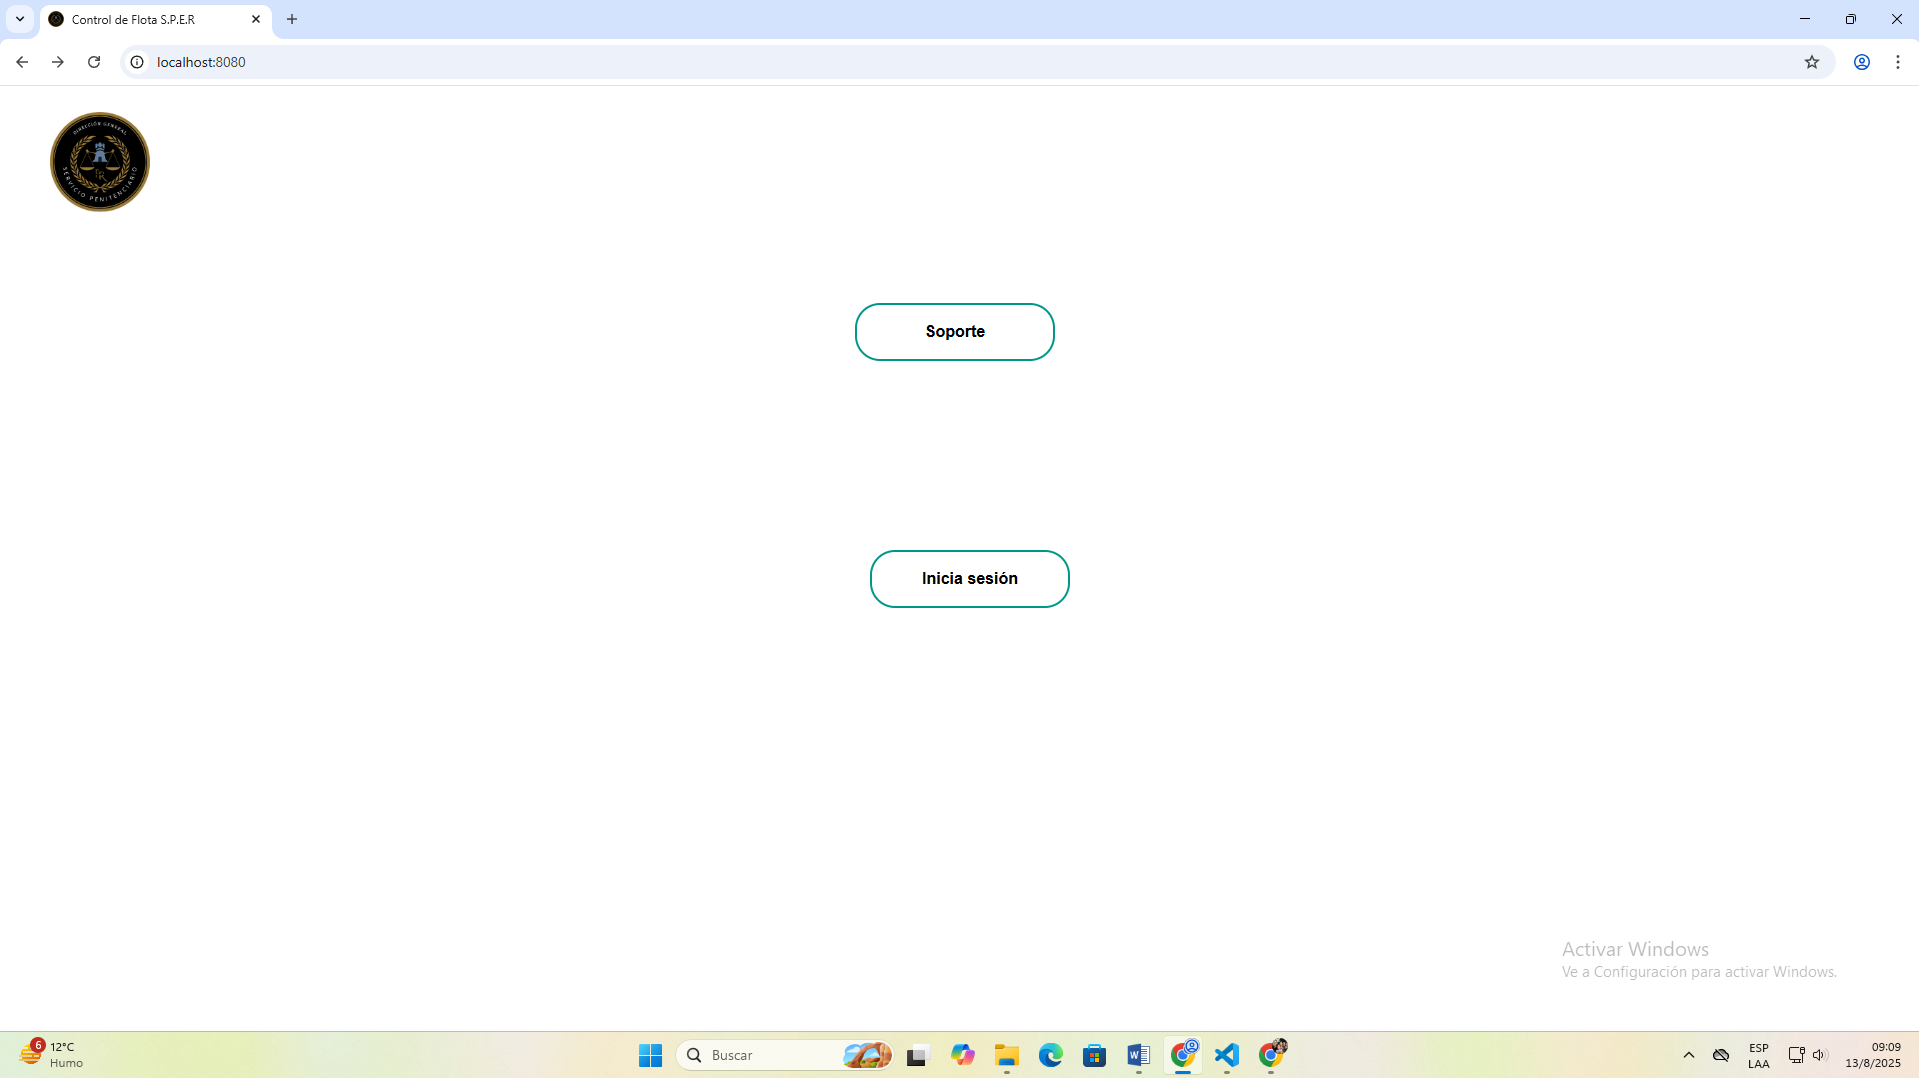 Control de Flota S.P.E.R
localhost:8080
DIRECCIÓN GENERAL
SERVICIO PENITENCIARIO
Soporte
Inicia sesión
Activar Windows
Ve a Configuración para activar Windows.
6
12°C
Humo
Buscar
ESP
LAA
09:09
13/8/2025